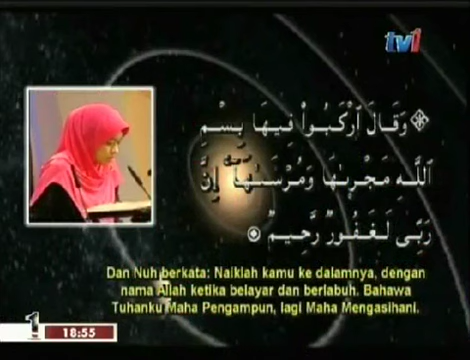 tv1
۞ وَقَالَ ٱرْكَبُوا۟ فِيهَا بِسْمِ
ٱللَّهِ مَجْر۪ىٰهَا وَمُرْسَىٰهَآ ۚ إِنَّ
رَبِّى لَغَفُورٌ رَّحِيمٌ
Dan Nuh berkata: Naiklah kamu ke dalamnya, dengan
nama Allah ketika belayar dan berlabuh. Bahawa
Tuhanku Maha Pengampun, lagi Maha Mengasihani.
1
18:55